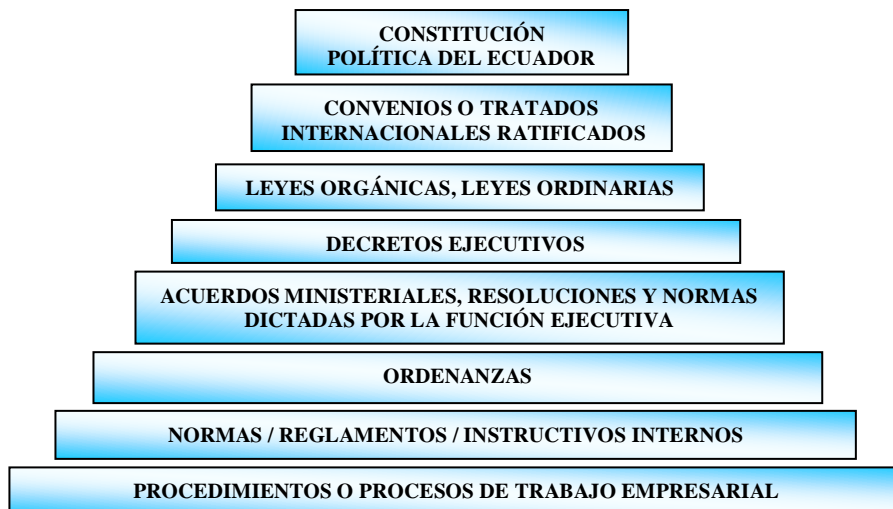 CONSTITUCIÓN
POLÍTICA DEL ECUADOR
CONVENIOS O TRATADOS
INTERNACIONALES RATIFICADOS
LEYES ORGÁNICAS, LEYES ORDINARIAS
DECRETOS EJECUTIVOS
ACUERDOS MINISTERIALES, RESOLUCIONES Y NORMAS
DICTADAS POR LA FUNCIÓN EJECUTIVA
ORDENANZAS
NORMAS / REGLAMENTOS / INSTRUCTIVOS INTERNOS
PROCEDIMIENTOS O PROCESOS DE TRABAJO EMPRESARIAL